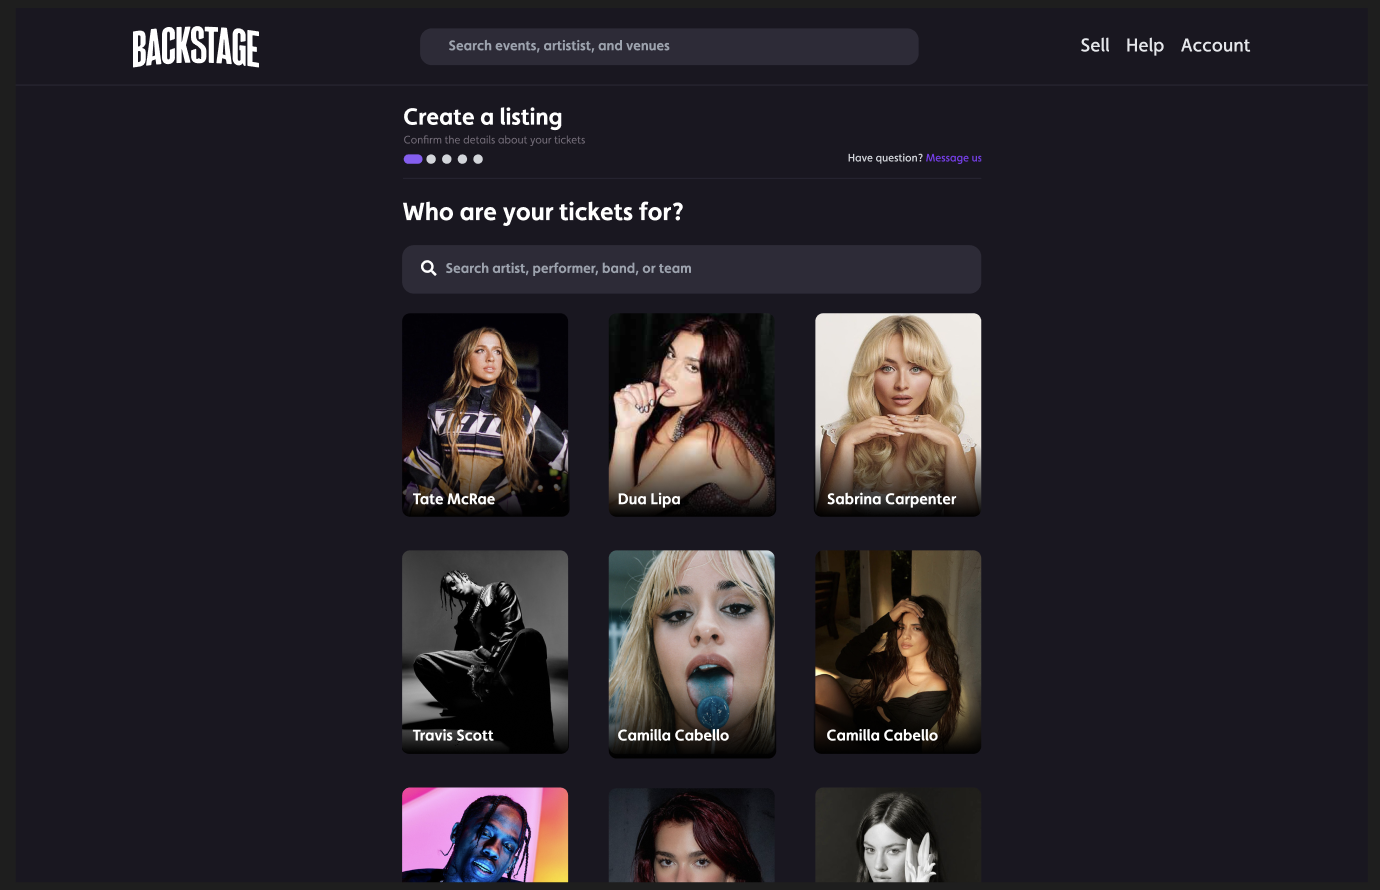 BACKSTAGE
Search events, artistist, and venues
Sell Help Account
Create a listing
Confirm the details about your tickets
Have question? Message us
Who are your tickets for?
Search artist, performer, band, or team
TATE
Tate McRae
Dua Lipa
Sabrina Carpenter
Travis Scott
Camilla Cabello
Camilla Cabello